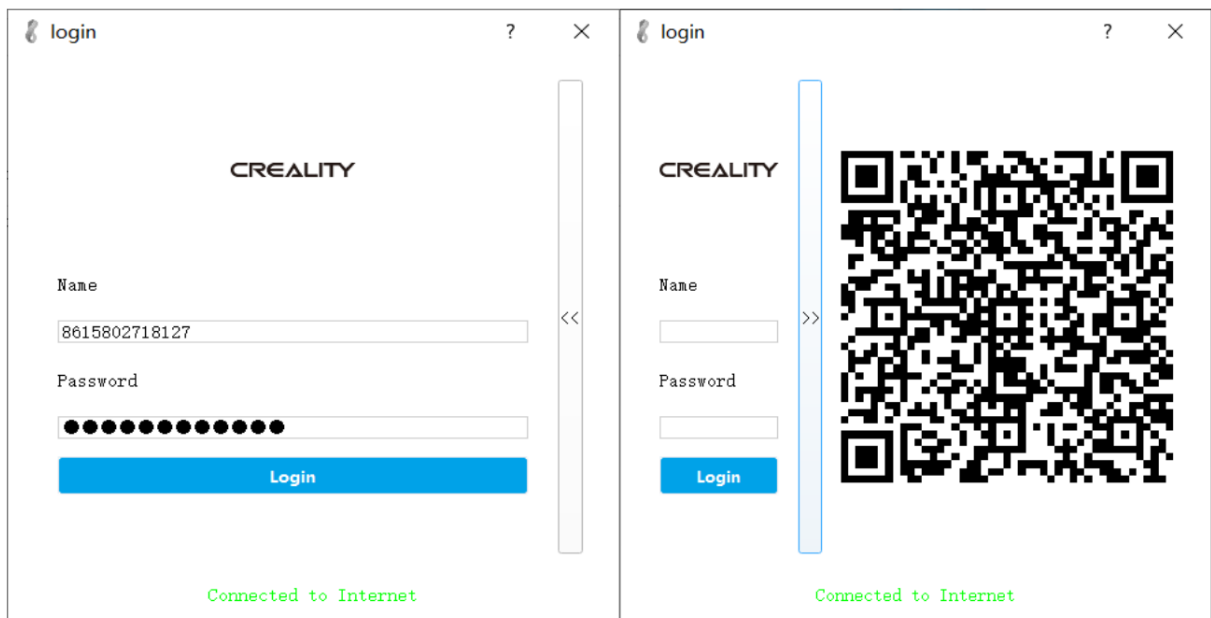 login ? ×
CREALITY
Name
8615802718127
<<
Password
●●●●●●●●●●●●
Login
Connected to Internet
login ? ×
CREALITY
Name
>>
Password
Login
Connected to Internet